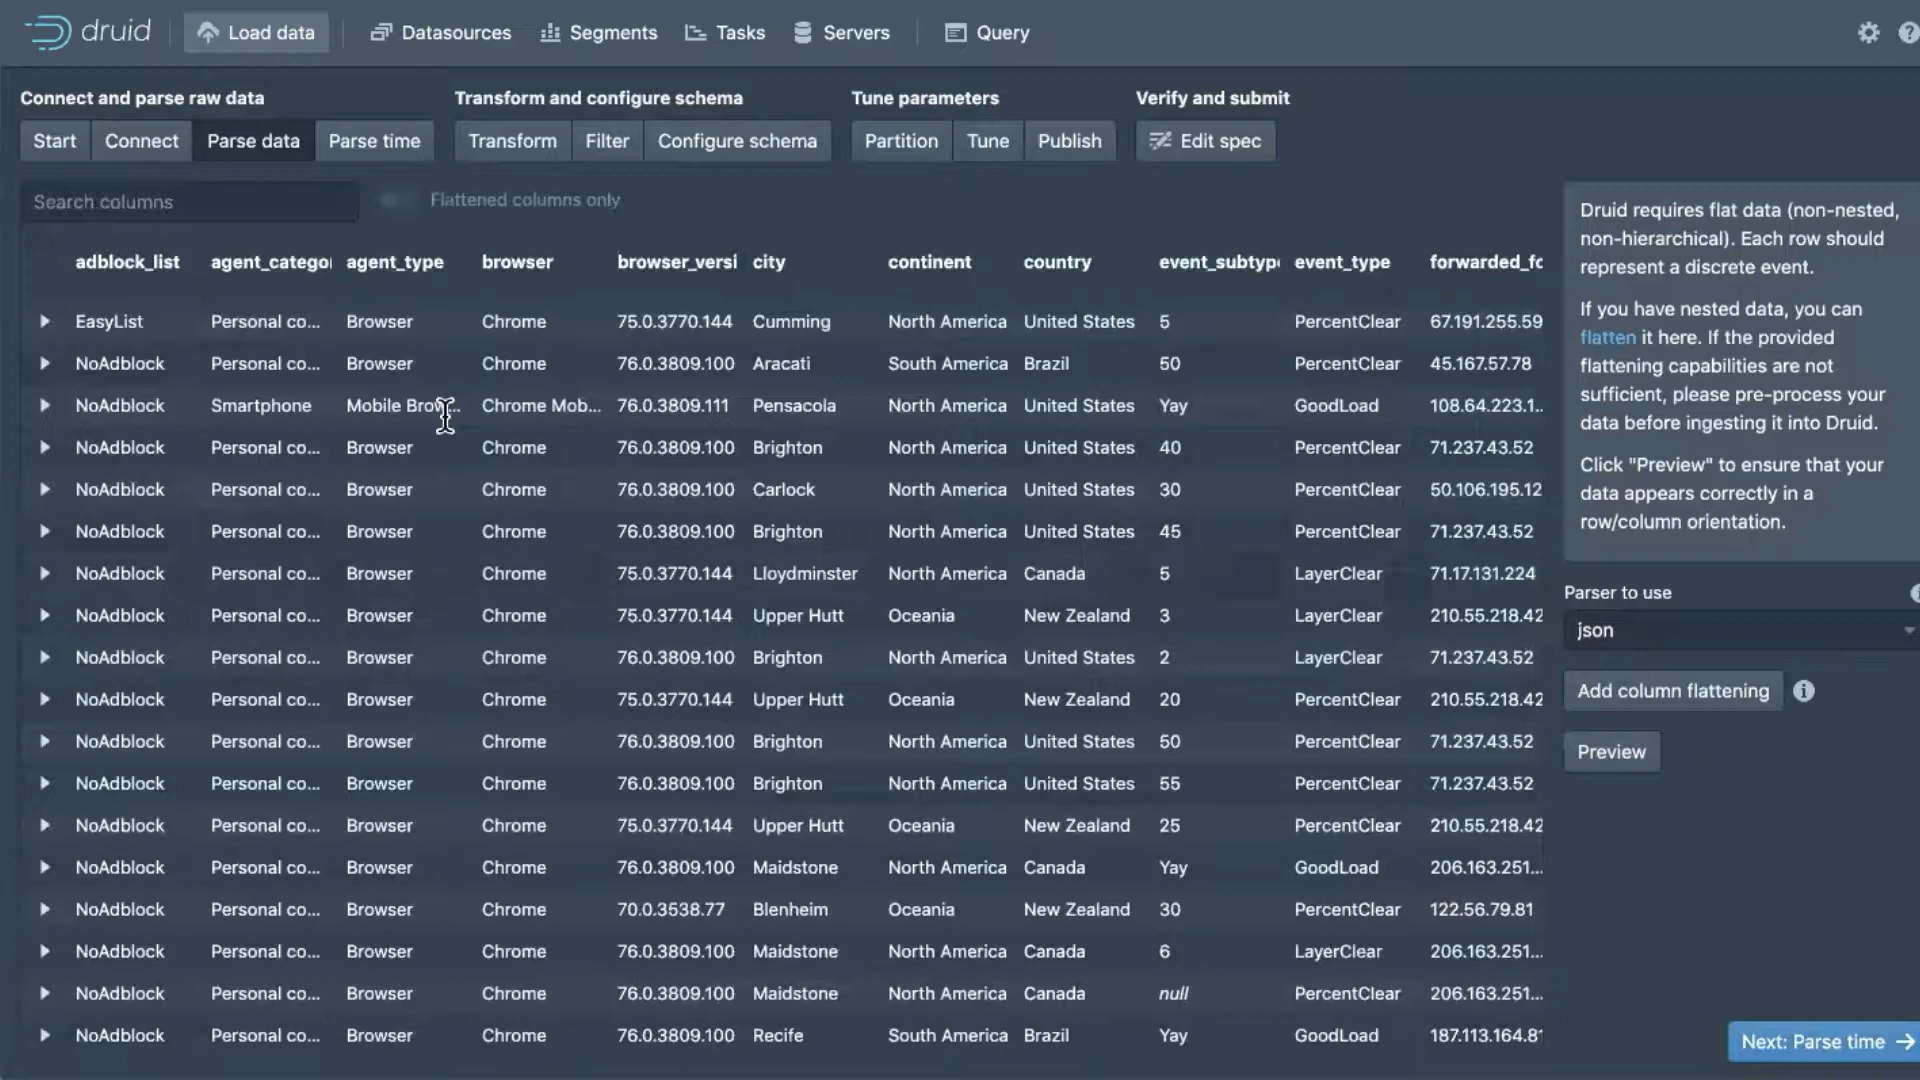 druid Load data Datasources Segments Tasks Servers Query
Connect and parse raw data Transform and configure schema Tune parameters Verify and submit
Start Connect Parse data Parse time Transform Filter Configure schema Partition Tune Publish Edit spec
Search columns Flattened columns only
adblock_list agent_categor agent_type browser browser_versi city continent country event_subtype event_type forwarded_fo
EasyList Personal co... Browser Chrome 75.0.3770.144 Cumming North America United States 5 PercentClear 67.191.255.59
NoAdblock Personal co... Browser Chrome 76.0.3809.100 Aracati South America Brazil 50 PercentClear 45.167.57.78
NoAdblock Smartphone Mobile Brow... Chrome Mob... 76.0.3809.111 Pensacola North America United States Yay GoodLoad 108.64.223.1...
NoAdblock Personal co... Browser Chrome 76.0.3809.100 Brighton North America United States 40 PercentClear 71.237.43.52
NoAdblock Personal co... Browser Chrome 76.0.3809.100 Carlock North America United States 30 PercentClear 50.106.195.12
NoAdblock Personal co... Browser Chrome 76.0.3809.100 Brighton North America United States 45 PercentClear 71.237.43.52
NoAdblock Personal co... Browser Chrome 75.0.3770.144 Lloydminster North America Canada 5 LayerClear 71.17.131.224
NoAdblock Personal co... Browser Chrome 75.0.3770.144 Upper Hutt Oceania New Zealand 3 LayerClear 210.55.218.42
NoAdblock Personal co... Browser Chrome 76.0.3809.100 Brighton North America United States 2 LayerClear 71.237.43.52
NoAdblock Personal co... Browser Chrome 75.0.3770.144 Upper Hutt Oceania New Zealand 20 PercentClear 210.55.218.42
NoAdblock Personal co... Browser Chrome 76.0.3809.100 Brighton North America United States 50 PercentClear 71.237.43.52
NoAdblock Personal co... Browser Chrome 76.0.3809.100 Brighton North America United States 55 PercentClear 71.237.43.52
NoAdblock Personal co... Browser Chrome 75.0.3770.144 Upper Hutt Oceania New Zealand 25 PercentClear 210.55.218.42
NoAdblock Personal co... Browser Chrome 76.0.3809.100 Maidstone North America Canada Yay GoodLoad 206.163.251...
NoAdblock Personal co... Browser Chrome 70.0.3538.77 Blenheim Oceania New Zealand 30 PercentClear 122.56.79.81
NoAdblock Personal co... Browser Chrome 76.0.3809.100 Maidstone North America Canada 6 LayerClear 206.163.251...
NoAdblock Personal co... Browser Chrome 76.0.3809.100 Maidstone North America Canada null PercentClear 206.163.251...
NoAdblock Personal co... Browser Chrome 76.0.3809.100 Recife South America Brazil Yay GoodLoad 187.113.164.81
Druid requires flat data (non-nested,
non-hierarchical). Each row should
represent a discrete event.
If you have nested data, you can
flatten it here. If the provided
flattening capabilities are not
sufficient, please pre-process your
data before ingesting it into Druid.
Click "Preview" to ensure that your
data appears correctly in a
row/column orientation.
Parser to use
json
Add column flattening
Preview
Next: Parse time